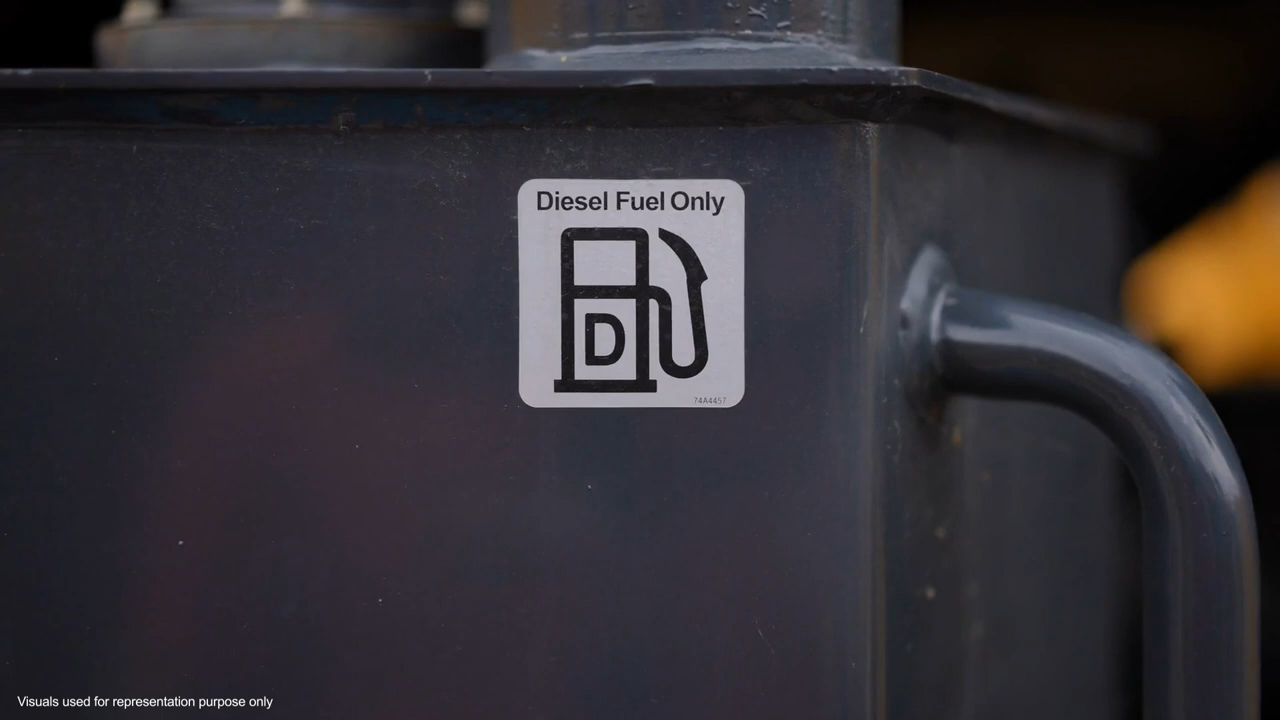 Diesel Fuel Only
D
74A4457
Visuals used for representation purpose only